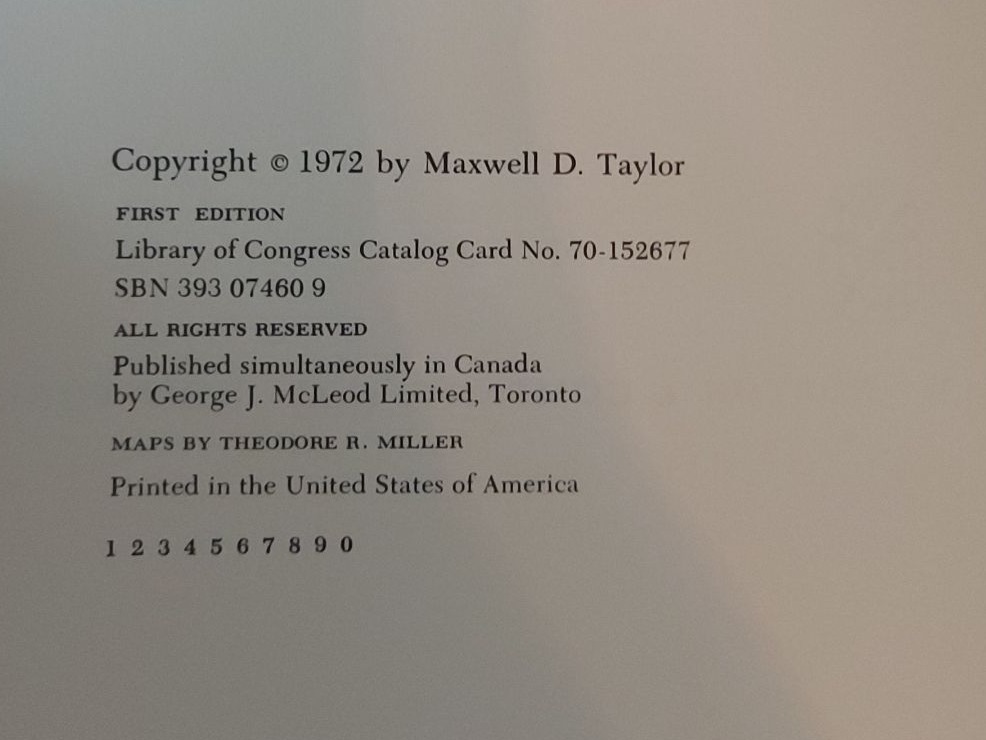 Copyright © 1972 by Maxwell D. Taylor
FIRST EDITION
Library of Congress Catalog Card No. 70-152677
SBN 393 07460 9
ALL RIGHTS RESERVED
Published simultaneously in Canada
by George J. McLeod Limited, Toronto
MAPS BY THEODORE R. MILLER
Printed in the United States of America
1 2 3 4 5 6 7 8 9 0